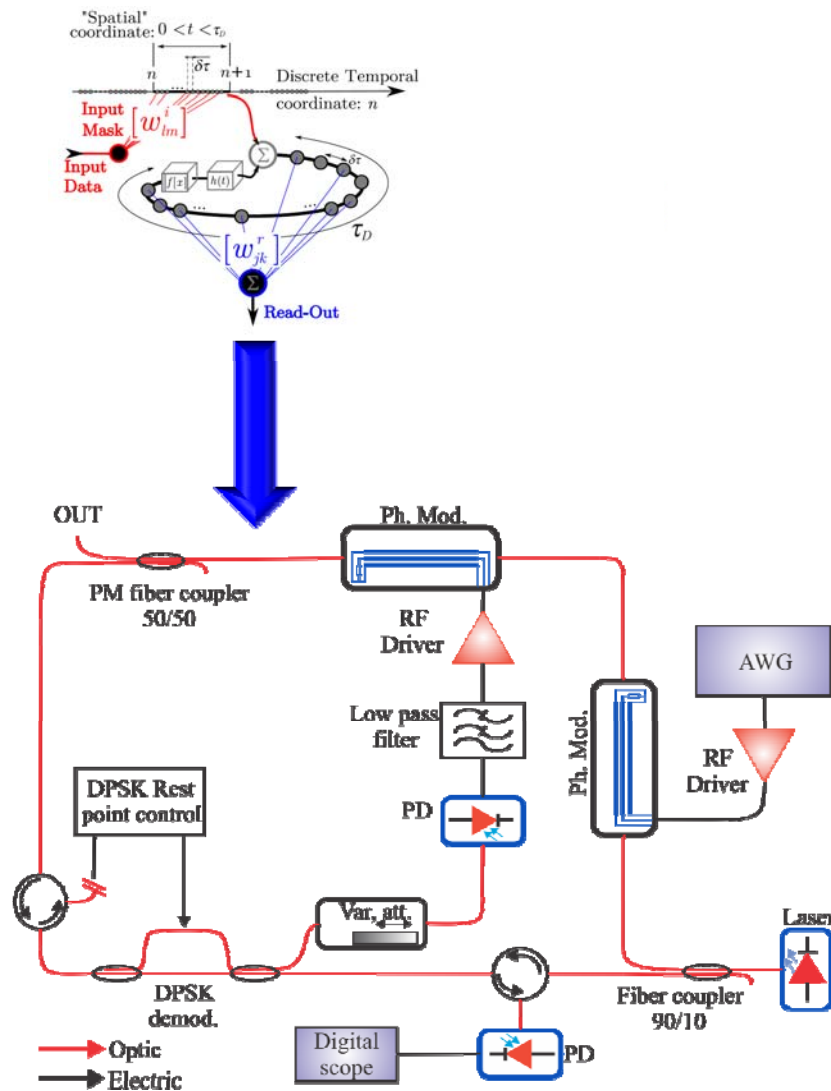 "Spatial"
coordinate: 0 < t < τD
δτ
n
...
n+1
Discrete Temporal
coordinate: n
Input
Mask
[w^i_lm]
Input
Data
Σ
δτ
f[x]
h(t)
...
...
τD
[w^r_jk]
Σ
Read-Out
OUT
Ph. Mod.
PM fiber coupler
50/50
RF
Driver
AWG
Low pass
filter
Ph. Mod.
RF
Driver
DPSK Rest
point control
PD
Var. att.
Laser
DPSK
demod.
Fiber coupler
90/10
Digital
scope
PD
Optic
Electric